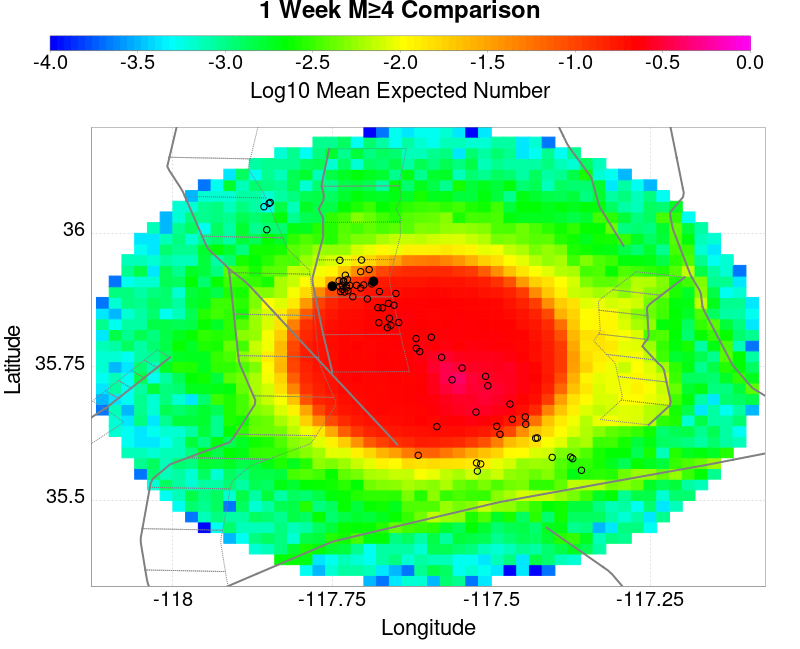 1 Week M≥4 Comparison
-4.0 -3.5 -3.0 -2.5 -2.0 -1.5 -1.0 -0.5 0.0
Log10 Mean Expected Number
36
35.75
35.5
Latitude
-118 -117.75 -117.5 -117.25
Longitude